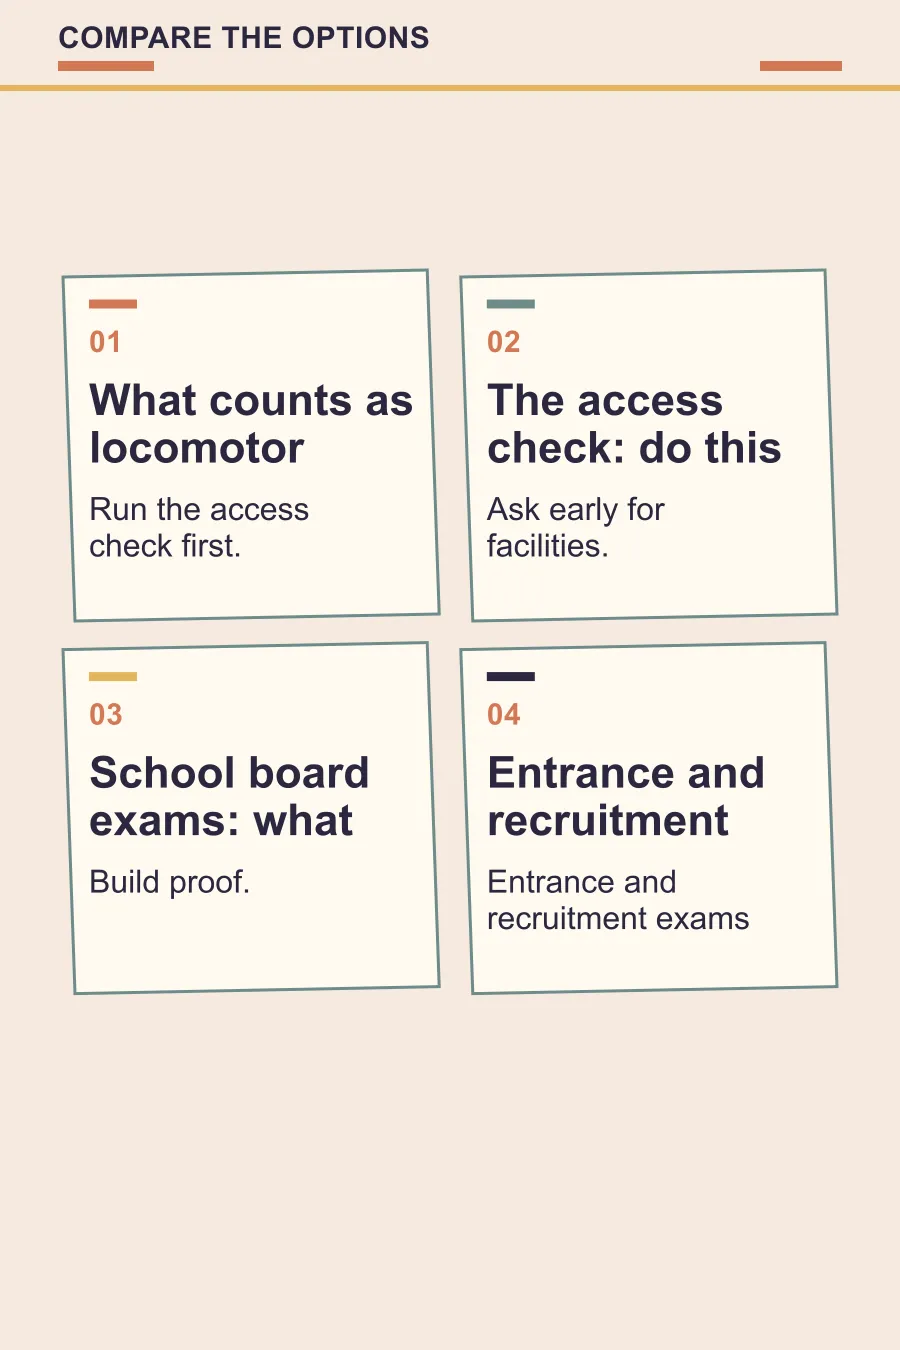 COMPARE THE OPTIONS
01
What counts as
locomotor
Run the access
check first.
02
The access
check: do this
Ask early for
facilities.
03
School board
exams: what
Build proof.
04
Entrance and
recruitment
Entrance and
recruitment exams